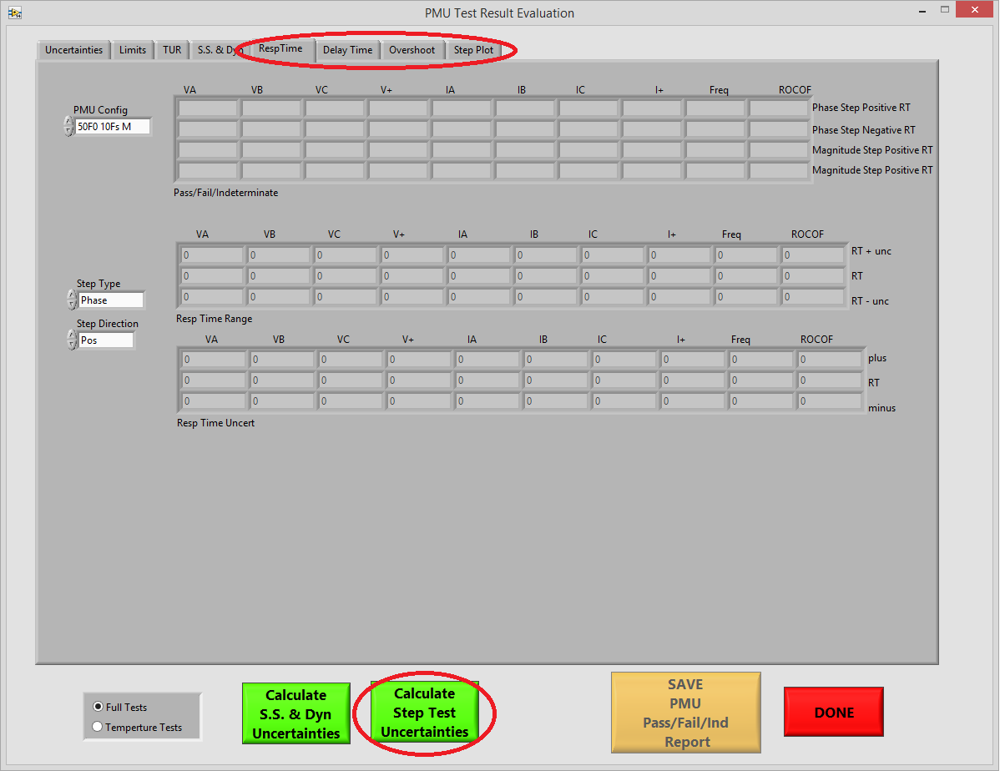 PMU Test Result Evaluation
Uncertainties Limits TUR S.S. & Dyn RespTime Delay Time Overshoot Step Plot
VA VB VC V+ IA IB IC I+ Freq ROCOF
PMU Config
50F0 10Fs M
Phase Step Positive RT
Phase Step Negative RT
Magnitude Step Positive RT
Magnitude Step Positive RT
Pass/Fail/Indeterminate
VA VB VC V+ IA IB IC I+ Freq ROCOF
0 0 0 0 0 0 0 0 0 0 RT + unc
0 0 0 0 0 0 0 0 0 0 RT
0 0 0 0 0 0 0 0 0 0 RT - unc
Step Type
Phase
Resp Time Range
Step Direction
Pos
VA VB VC V+ IA IB IC I+ Freq ROCOF
0 0 0 0 0 0 0 0 0 0 plus
0 0 0 0 0 0 0 0 0 0 RT
0 0 0 0 0 0 0 0 0 0 minus
Resp Time Uncert
Full Tests
Temperture Tests
Calculate
S.S. & Dyn
Uncertainties
Calculate
Step Test
Uncertainties
SAVE
PMU
Pass/Fail/Ind
Report
DONE